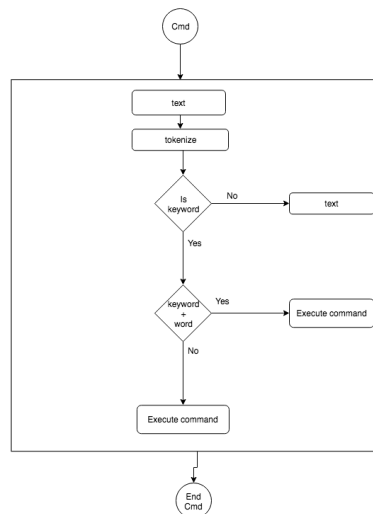 Cmd
text
tokenize
Is
keyword
No
text
Yes
keyword
+
word
Yes
Execute command
No
Execute command
End
Cmd